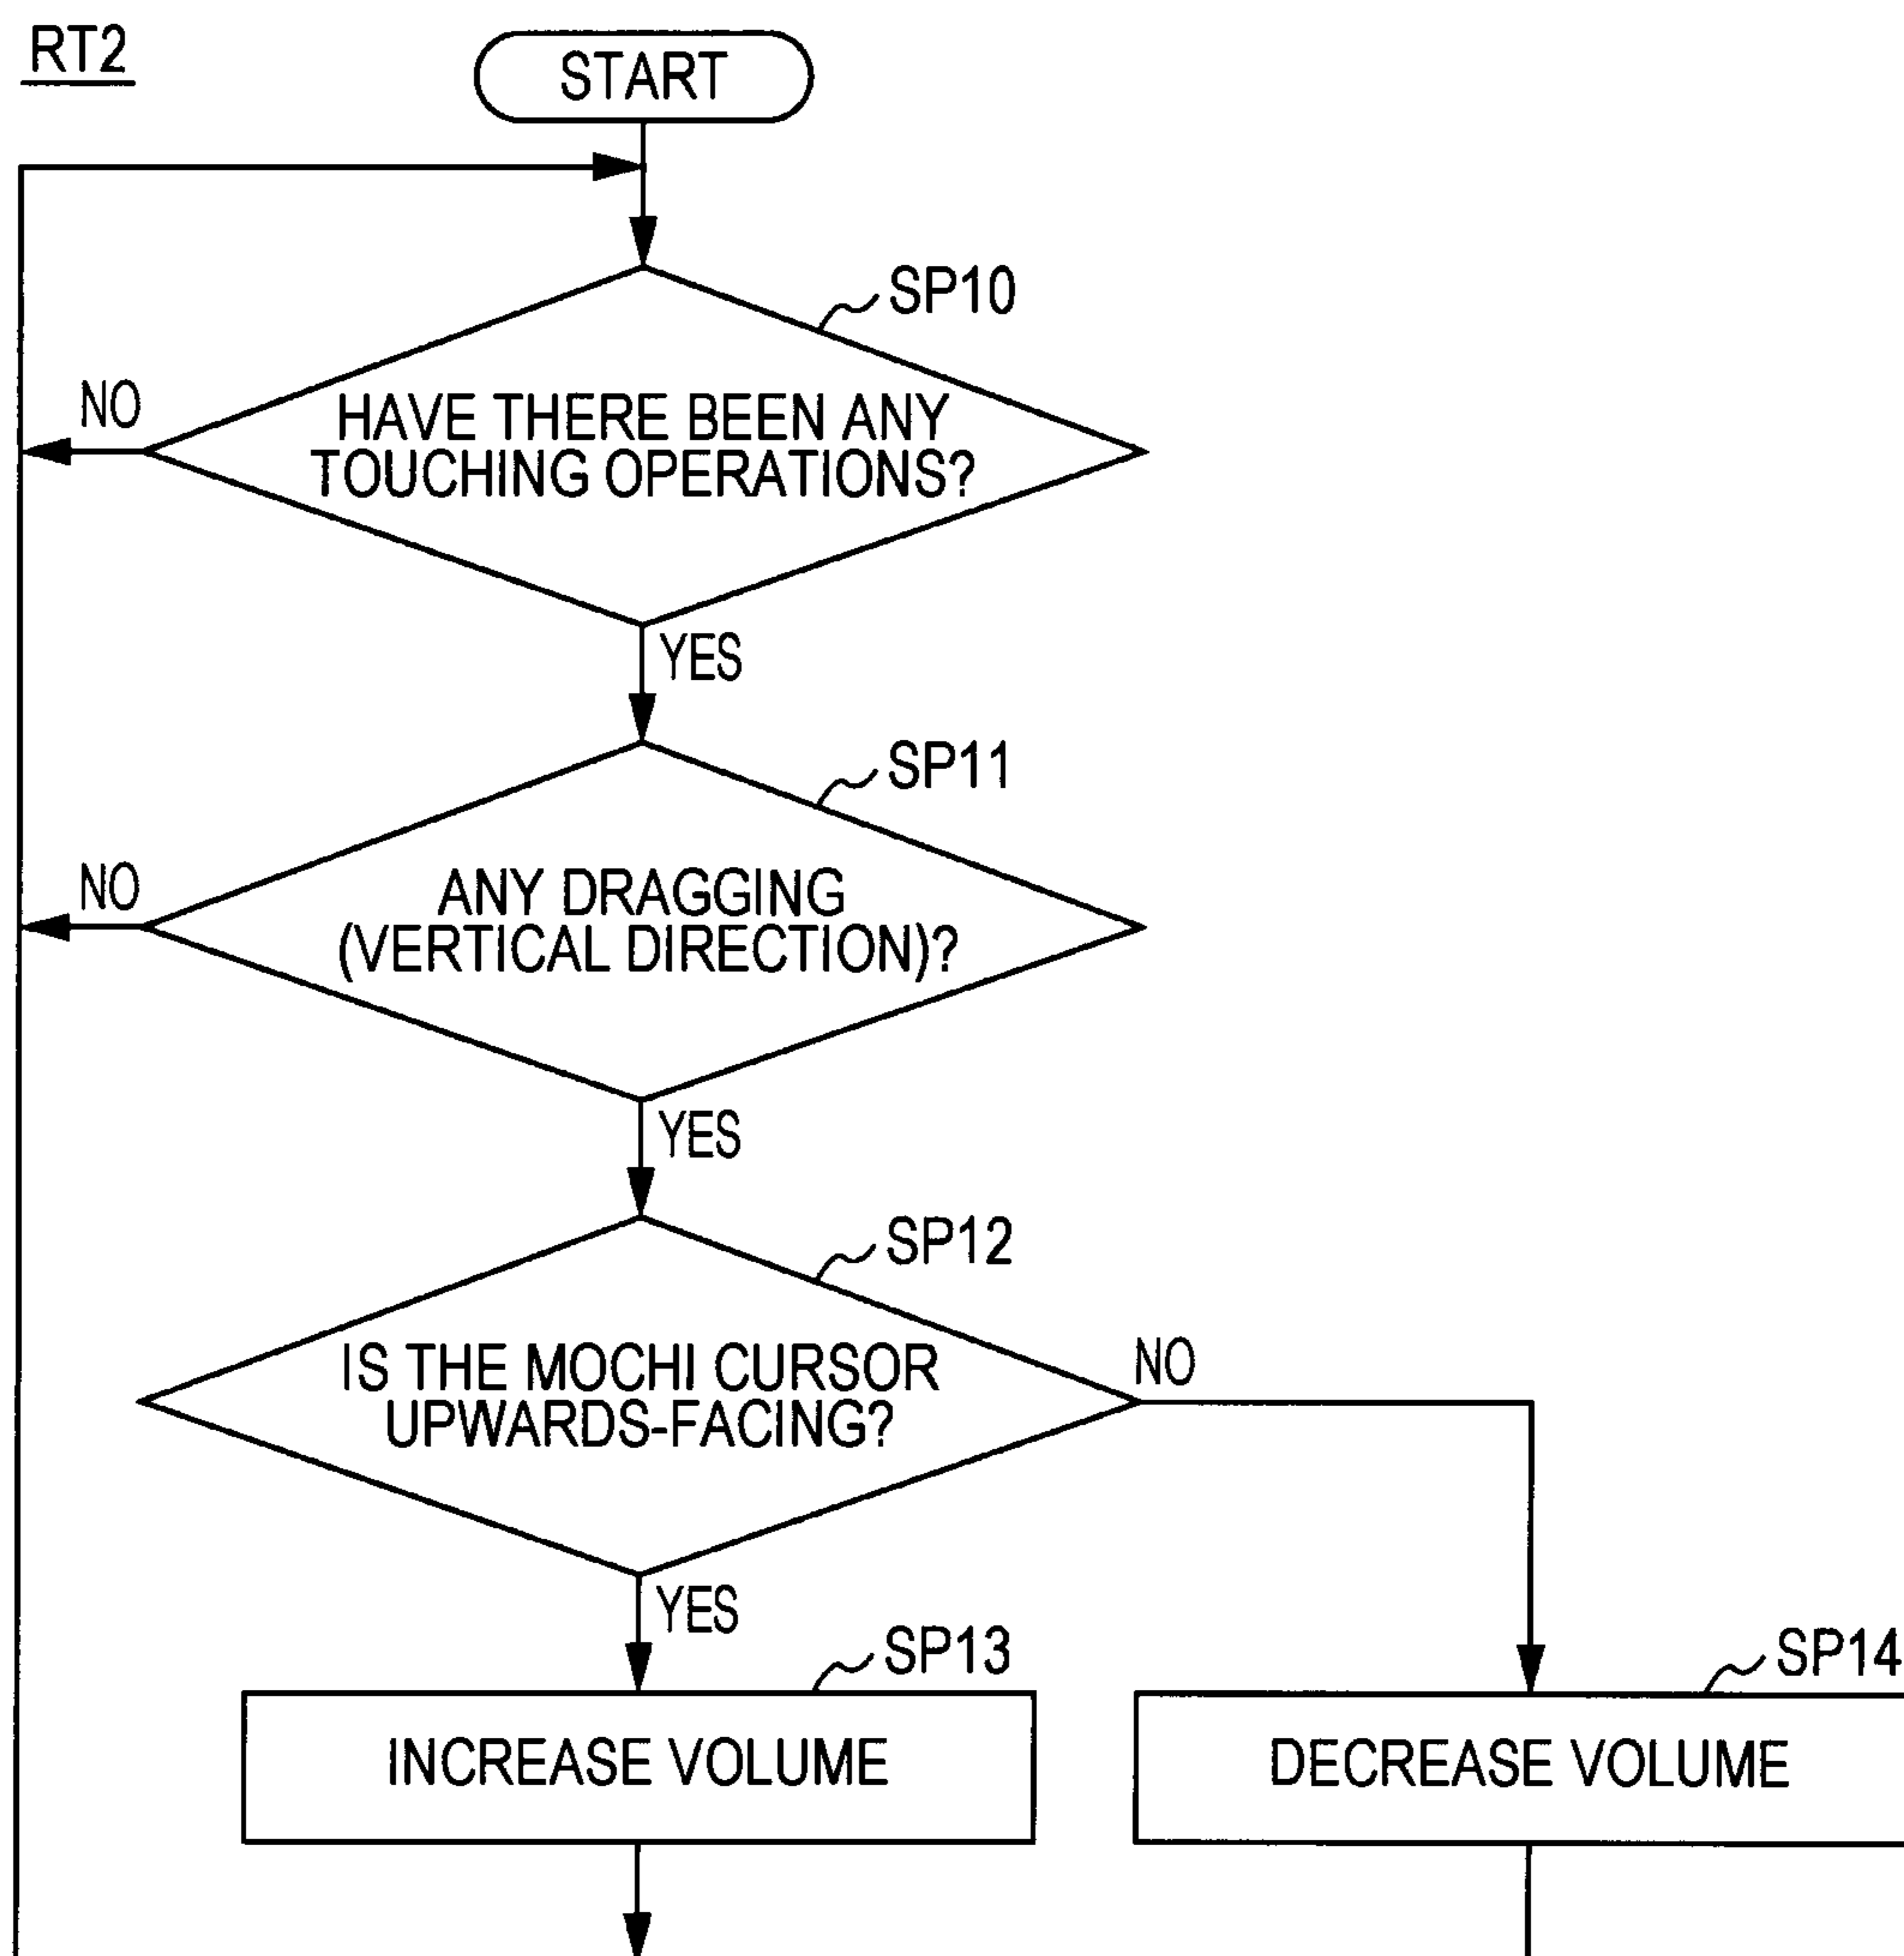 RT2
START
SP10
NO
HAVE THERE BEEN ANY
TOUCHING OPERATIONS?
YES
SP11
NO
ANY DRAGGING
(VERTICAL DIRECTION)?
YES
SP12
IS THE MOCHI CURSOR
UPWARDS-FACING?
NO
YES
SP13
SP14
INCREASE VOLUME
DECREASE VOLUME